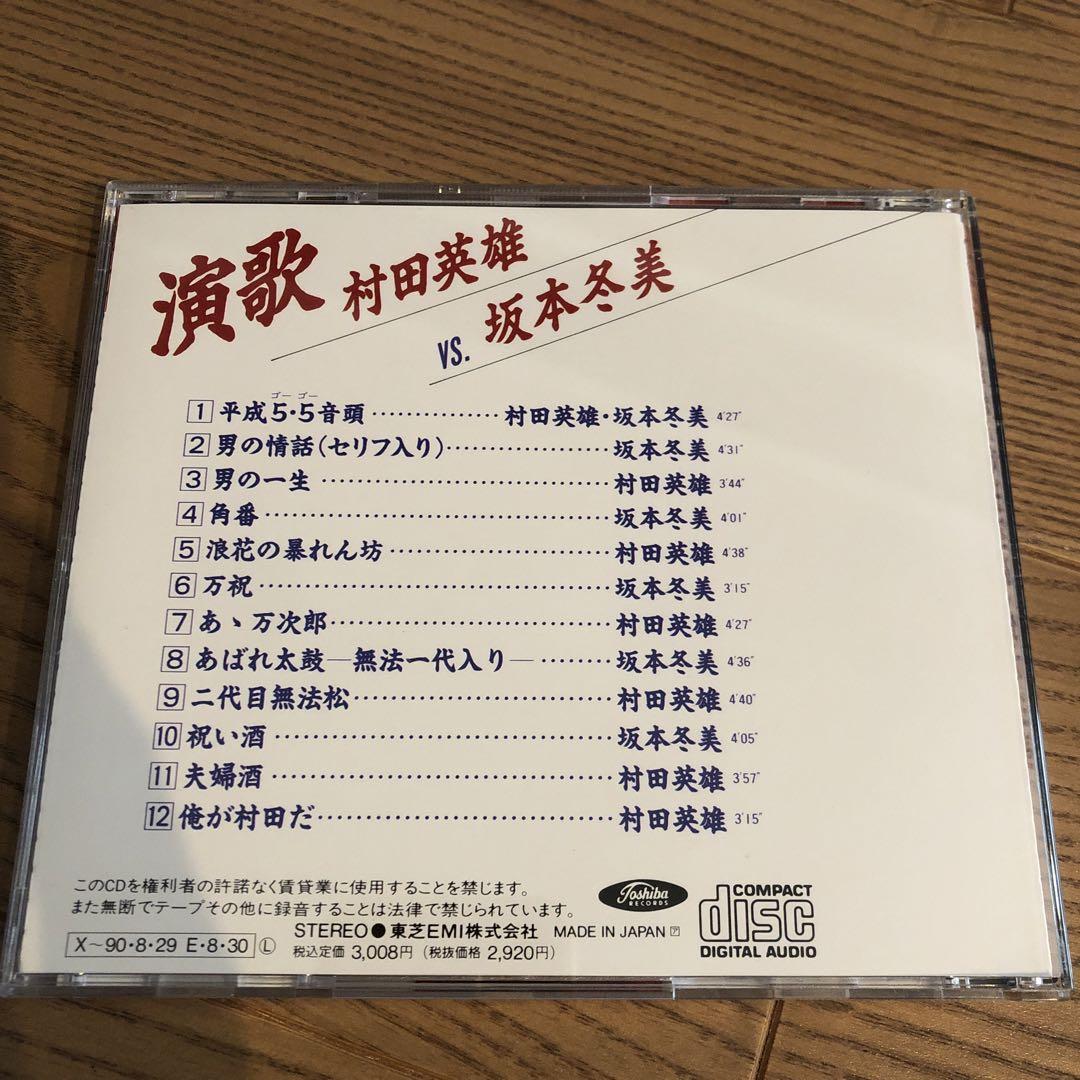 演歌 村田英雄
vs. 坂本冬美
ゴー ゴー
1 平成5・5音頭……………村田英雄・坂本冬美 4'27"
2 男の情話(セリフ入り)………………坂本冬美 4'31"
3 男の一生………………………………村田英雄 3'44"
4 角番……………………………………坂本冬美 4'01"
5 浪花の暴れん坊………………………村田英雄 4'38"
6 万祝……………………………………坂本冬美 3'15"
7 あゝ万次郎……………………………村田英雄 4'27"
8 あばれ太鼓―無法一代入り―………坂本冬美 4'36"
9 二代目無法松…………………………村田英雄 4'40"
10 祝い酒…………………………………坂本冬美 4'05"
11 夫婦酒…………………………………村田英雄 3'57"
12 俺が村田だ……………………………村田英雄 3'15"
このCDを権利者の許諾なく賃貸業に使用することを禁じます。
また無断でテープその他に録音することは法律で禁じられています。
Toshiba
RECORDS
COMPACT
disc
DIGITAL AUDIO
STEREO●東芝EMI株式会社 MADE IN JAPAN ア
X〜90・8・29 E・8・30 L 税込定価 3,008円(税抜価格 2,920円)